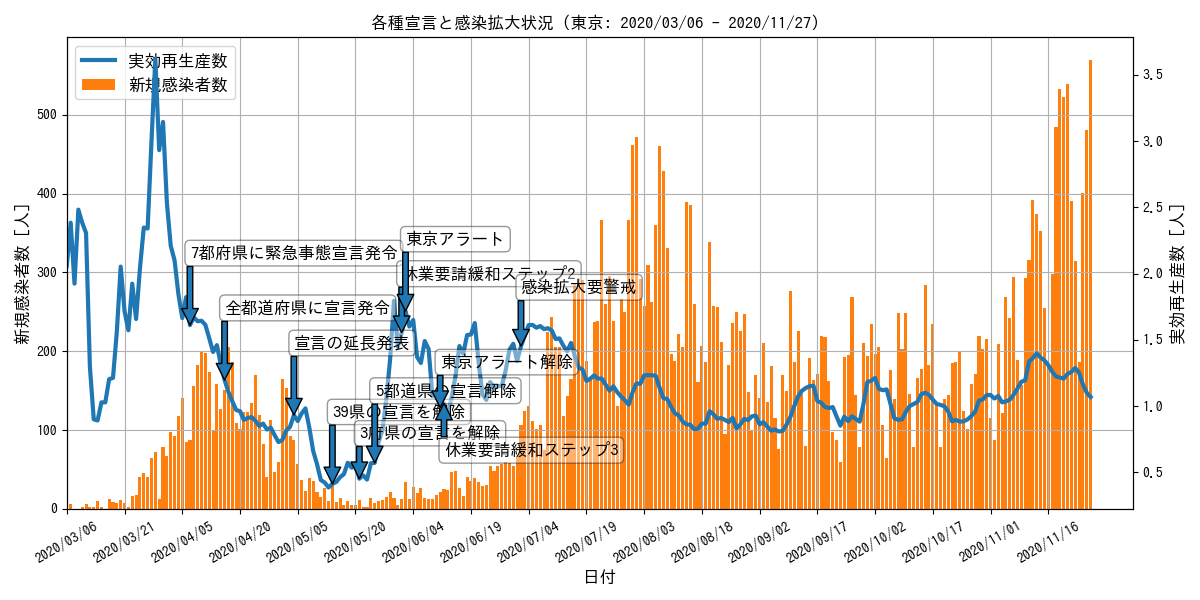 各種宣言と感染拡大状況 (東京: 2020/03/06 - 2020/11/27)
実効再生産数
新規感染者数
新規感染者数 [人]
0
100
200
300
400
500
実効再生産数 [人]
3.5
3.0
2.5
2.0
1.5
1.0
0.5
東京アラート
7都府県に緊急事態宣言発令
休業要請緩和ステップ2
感染拡大要警戒
全都道府県に宣言発令
宣言の延長発表
東京アラート解除
5都道県の宣言解除
39県の宣言を解除
3府県の宣言を解除
休業要請緩和ステップ3
2020/03/06
2020/03/21
2020/04/05
2020/04/20
2020/05/05
2020/05/20
2020/06/04
2020/06/19
2020/07/04
2020/07/19
2020/08/03
2020/08/18
2020/09/02
2020/09/17
2020/10/02
2020/10/17
2020/11/01
2020/11/16
日付